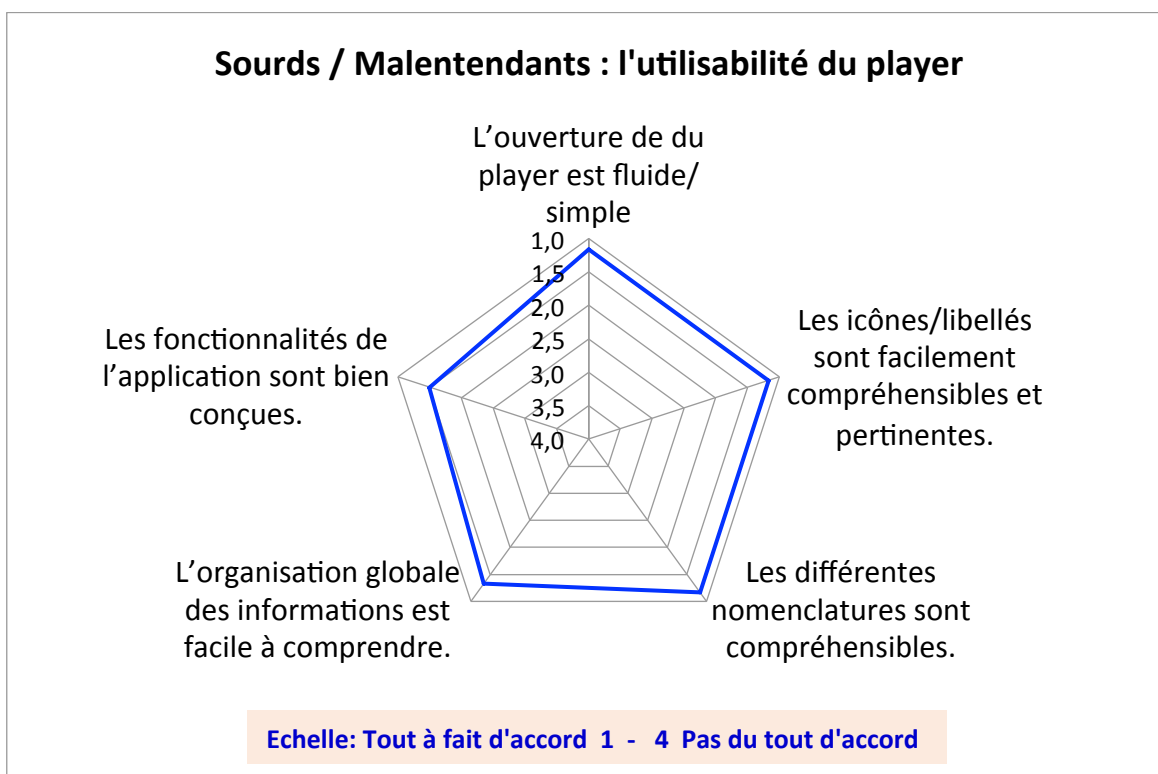 Sourds / Malentendants : l'utilisabilité du player
L’ouverture de du
player est fluide/
simple
1,0
1,5
2,0
2,5
3,0
3,5
4,0
Les icônes/libellés
sont facilement
compréhensibles et
pertinentes.
Les différentes
nomenclatures sont
compréhensibles.
L’organisation globale
des informations est
facile à comprendre.
Les fonctionnalités de
l’application sont bien
conçues.
Echelle: Tout à fait d'accord 1 - 4 Pas du tout d'accord